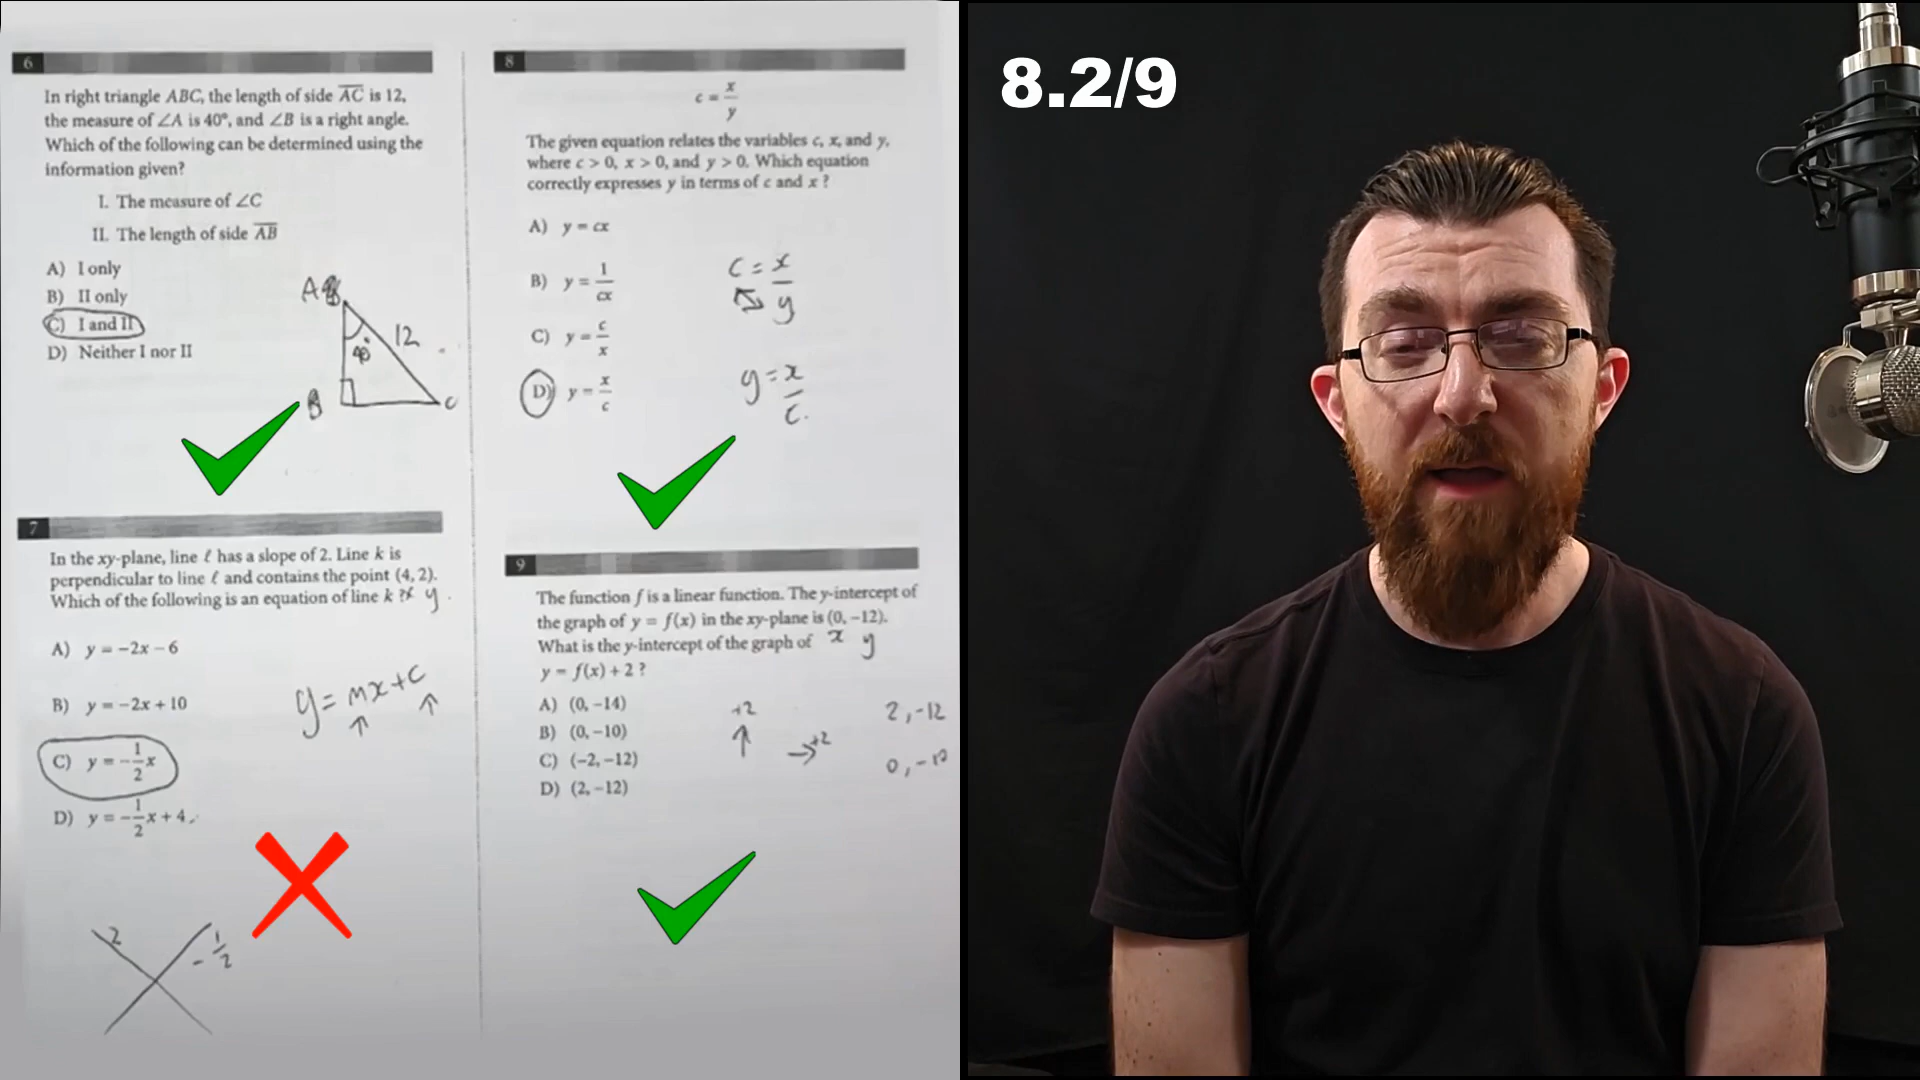 6
In right triangle ABC, the length of side AC is 12,
the measure of ∠A is 40°, and ∠B is a right angle.
Which of the following can be determined using the
information given?
I. The measure of ∠C
II. The length of side AB
A) I only
B) II only
C) I and II
D) Neither I nor II
A
12
40°
B
C
7
In the xy-plane, line ℓ has a slope of 2. Line k is
perpendicular to line ℓ and contains the point (4, 2).
Which of the following is an equation of line k ?
x y
A) y = −2x − 6
B) y = −2x + 10
C) y = −1/2 x
D) y = −1/2 x + 4
y = mx + c
2
-1/2
8
c = x/y
The given equation relates the variables c, x, and y,
where c > 0, x > 0, and y > 0. Which equation
correctly expresses y in terms of c and x ?
A) y = cx
B) y = 1/cx
C) y = c/x
D) y = x/c
c = x/y
y = x/c.
9
The function f is a linear function. The y-intercept of
the graph of y = f(x) in the xy-plane is (0, −12).
What is the y-intercept of the graph of
y = f(x) + 2 ?
x y
A) (0, −14)
B) (0, −10)
C) (−2, −12)
D) (2, −12)
+2
+2
2, -12
0, -12
8.2/9